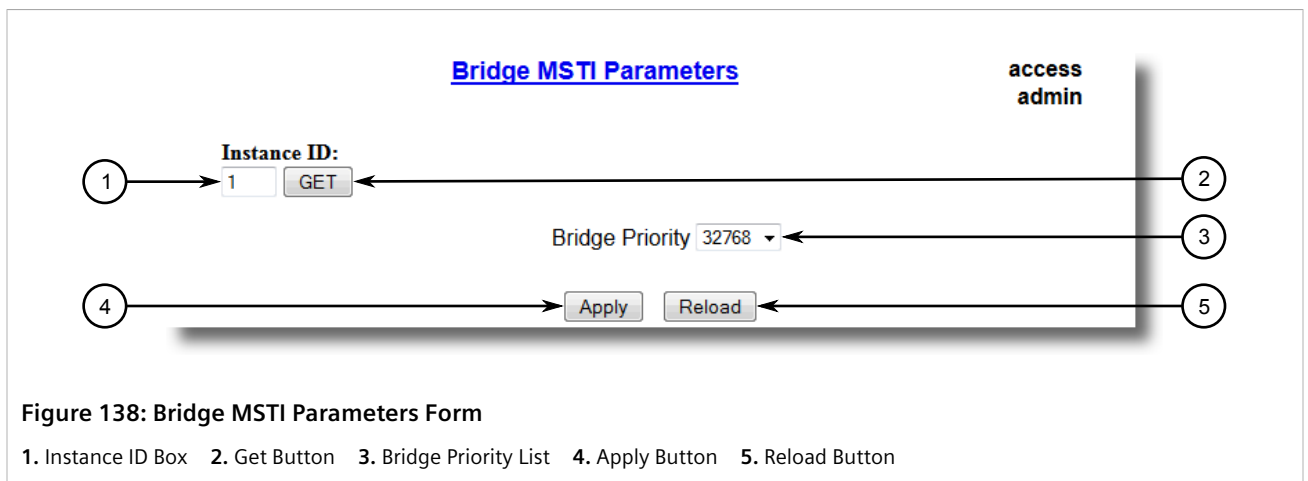 Bridge MSTI Parameters
access
admin
Instance ID:
1 1 GET 2
Bridge Priority 32768 3
4 Apply Reload 5
Figure 138: Bridge MSTI Parameters Form
1. Instance ID Box 2. Get Button 3. Bridge Priority List 4. Apply Button 5. Reload Button